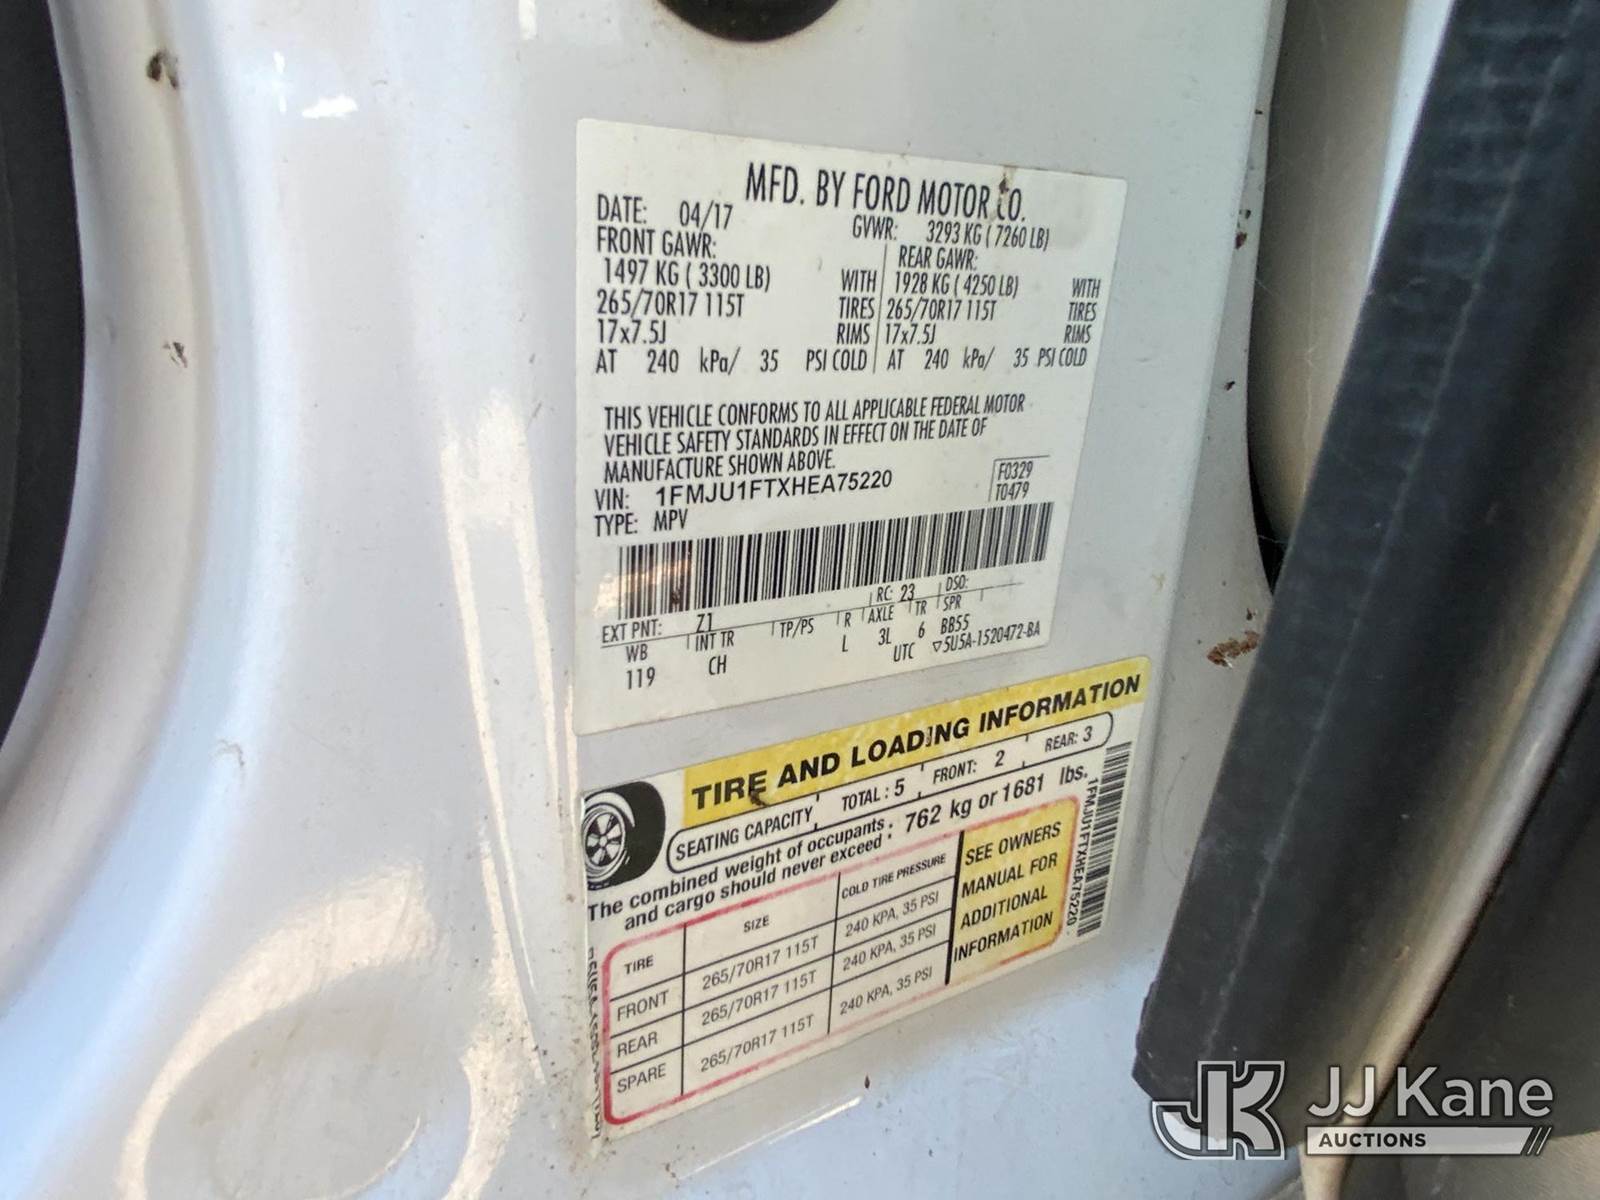 MFD. BY FORD MOTOR CO.
DATE: 04/17 GVWR: 3293 KG ( 7260 LB)
FRONT GAWR: REAR GAWR:
1497 KG ( 3300 LB) WITH 1928 KG ( 4250 LB) WITH
265/70R17 115T TIRES 265/70R17 115T TIRES
17x7.5J RIMS 17x7.5J RIMS
AT 240 kPa/ 35 PSI COLD AT 240 kPa/ 35 PSI COLD
THIS VEHICLE CONFORMS TO ALL APPLICABLE FEDERAL MOTOR
VEHICLE SAFETY STANDARDS IN EFFECT ON THE DATE OF
MANUFACTURE SHOWN ABOVE.
VIN: 1FMJU1FTXHEA75220 F0329
TYPE: MPV T0479
EXT PNT: Z1 RC: 23 DSO:
WB INT TR TP/PS R AXLE TR SPR
119 CH L 3L 6 BB55
UTC ▽5U5A-1520472-BA
TIRE AND LOADING INFORMATION
SEATING CAPACITY TOTAL : 5 FRONT: 2 REAR: 3
The combined weight of occupants
and cargo should never exceed : 762 kg or 1681 lbs.
TIRE SIZE COLD TIRE PRESSURE
FRONT 265/70R17 115T 240 KPA, 35 PSI
REAR 265/70R17 115T 240 KPA, 35 PSI
SPARE 265/70R17 115T 240 KPA, 35 PSI
SEE OWNERS
MANUAL FOR
ADDITIONAL
INFORMATION
1FMJU1FTXHEA75220
JK JJ Kane
AUCTIONS